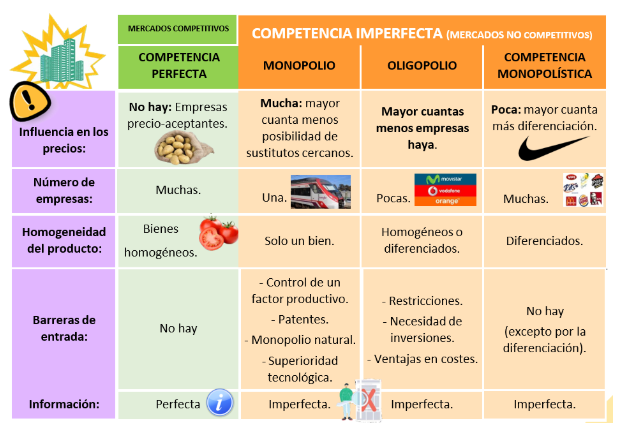 MERCADOS COMPETITIVOS
COMPETENCIA IMPERFECTA (MERCADOS NO COMPETITIVOS)
COMPETENCIA
PERFECTA
MONOPOLIO
OLIGOPOLIO
COMPETENCIA
MONOPOLÍSTICA
Influencia en los
precios:
No hay: Empresas
precio-aceptantes.
Mucha: mayor
cuanta menos
posibilidad de
sustitutos cercanos.
Mayor cuantas
menos empresas
haya.
Poca: mayor cuanta
más diferenciación.
Número de
empresas:
Muchas.
Una.
Pocas.
movistar
vodafone
orange
Muchas.
Homogeneidad
del producto:
Bienes
homogéneos.
Solo un bien.
Homogéneos o
diferenciados.
Diferenciados.
Barreras de
entrada:
No hay
- Control de un
factor productivo.
- Patentes.
- Monopolio natural.
- Superioridad
tecnológica.
- Restricciones.
- Necesidad de
inversiones.
- Ventajas en costes.
No hay
(excepto por la
diferenciación).
Información:
Perfecta
i
Imperfecta.
X
Imperfecta.
Imperfecta.